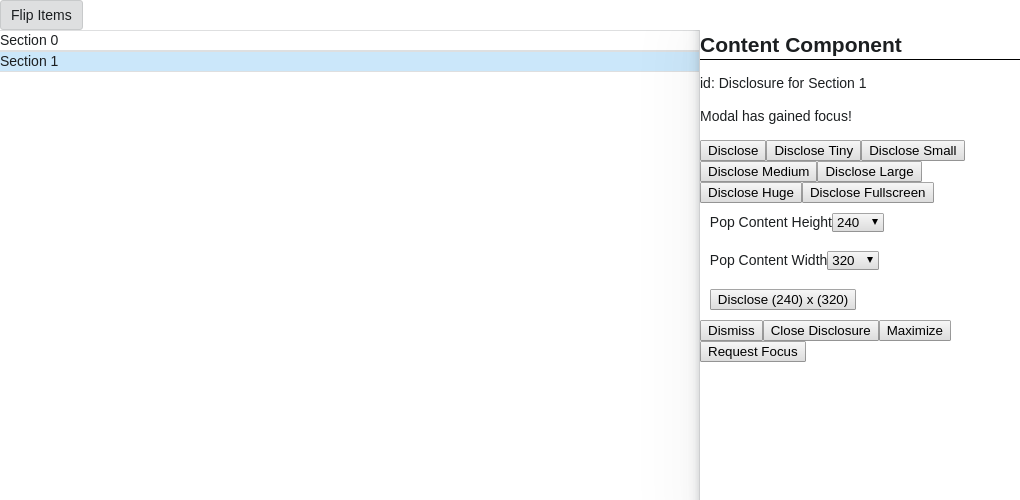 Flip Items
Section 0
Section 1
Content Component
id: Disclosure for Section 1
Modal has gained focus!
Disclose Disclose Tiny Disclose Small
Disclose Medium Disclose Large
Disclose Huge Disclose Fullscreen
Pop Content Height 240
Pop Content Width 320
Disclose (240) x (320)
Dismiss Close Disclosure Maximize
Request Focus